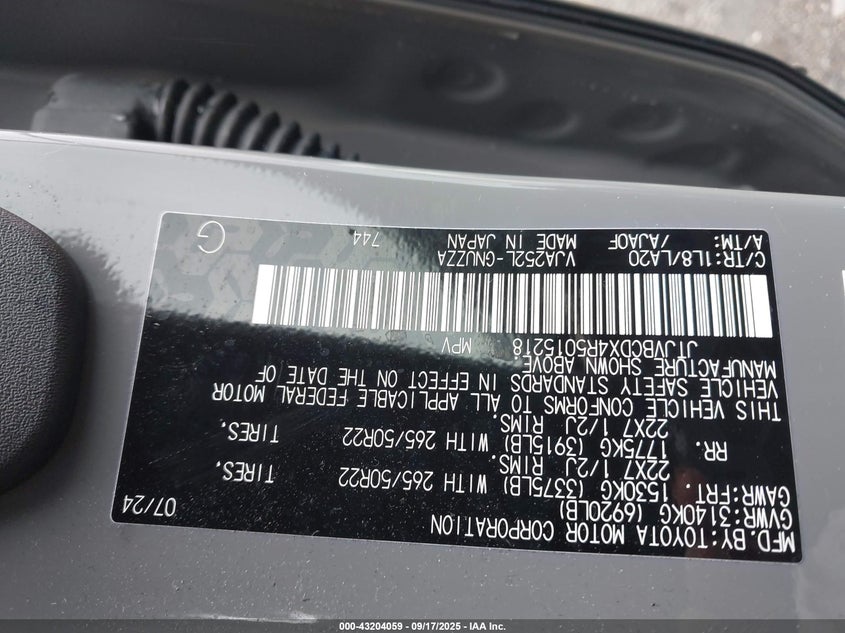 MFD.BY:TOYOTA MOTOR CORPORATION 07/24
GVWR:3140KG (6920LB)
GAWR:FRT. 1530KG (3375LB) WITH 265/50R22 TIRES.
22X7 1/2J RIMS.
RR. 1775KG (3915LB) WITH 265/50R22 TIRES.
22X7 1/2J RIMS.
THIS VEHICLE CONFORMS TO ALL APPLICABLE FEDERAL MOTOR
VEHICLE SAFETY STANDARDS IN EFFECT ON THE DATE OF
MANUFACTURE SHOWN ABOVE
JTJVBCDX4R5015218 MPV
C/TR:1L8/LA20 VJA252L-GNUZZA
A/TM: /AJA0F MADE IN JAPAN 744 G
000-43204059 - 09/17/2025 - IAA Inc.